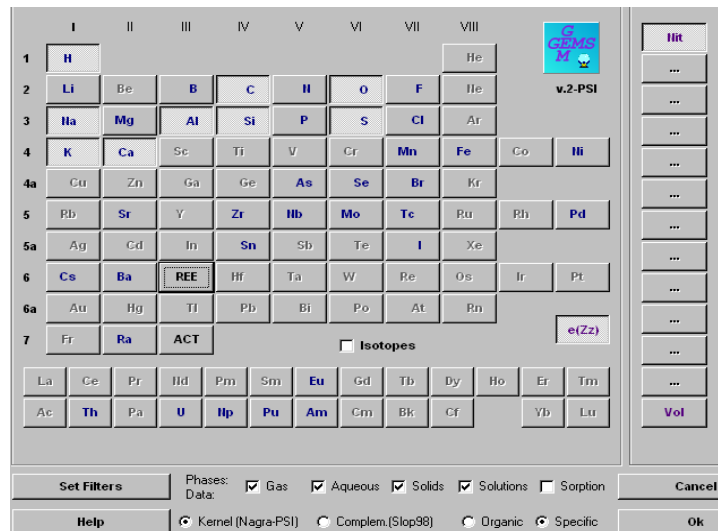 I II III IV V VI VII VIII
G GEMS M
1 H He
Nit
2 Li Be B C N O F Ne v.2-PSI ...
3 Na Mg Al Si P S Cl Ar ...
4 K Ca Sc Ti V Cr Mn Fe Co Ni ...
4a Cu Zn Ga Ge As Se Br Kr ...
5 Rb Sr Y Zr Nb Mo Tc Ru Rh Pd ...
5a Ag Cd In Sn Sb Te I Xe ...
6 Cs Ba REE Hf Ta W Re Os Ir Pt ...
6a Au Hg Tl Pb Bi Po At Rn ...
7 Fr Ra ACT Isotopes e(Zz) ...
...
La Ce Pr Nd Pm Sm Eu Gd Tb Dy Ho Er Tm ...
Ac Th Pa U Np Pu Am Cm Bk Cf Yb Lu Vol
Set Filters Phases: Data: Gas Aqueous Solids Solutions Sorption Cancel
Help Kernel (Nagra-PSI) Complem.(Slop98) Organic Specific Ok